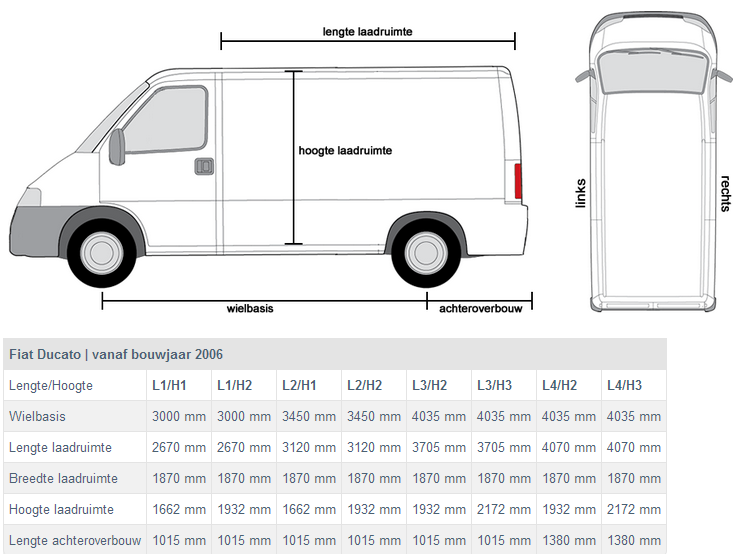 lengte laadruimte
hoogte laadruimte
links
rechts
wielbasis
achteroverbouw
Fiat Ducato | vanaf bouwjaar 2006
Lengte/Hoogte L1/H1 L1/H2 L2/H1 L2/H2 L3/H2 L3/H3 L4/H2 L4/H3
Wielbasis 3000 mm 3000 mm 3450 mm 3450 mm 4035 mm 4035 mm 4035 mm 4035 mm
Lengte laadruimte 2670 mm 2670 mm 3120 mm 3120 mm 3705 mm 3705 mm 4070 mm 4070 mm
Breedte laadruimte 1870 mm 1870 mm 1870 mm 1870 mm 1870 mm 1870 mm 1870 mm 1870 mm
Hoogte laadruimte 1662 mm 1932 mm 1662 mm 1932 mm 1932 mm 2172 mm 1932 mm 2172 mm
Lengte achteroverbouw 1015 mm 1015 mm 1015 mm 1015 mm 1015 mm 1015 mm 1380 mm 1380 mm